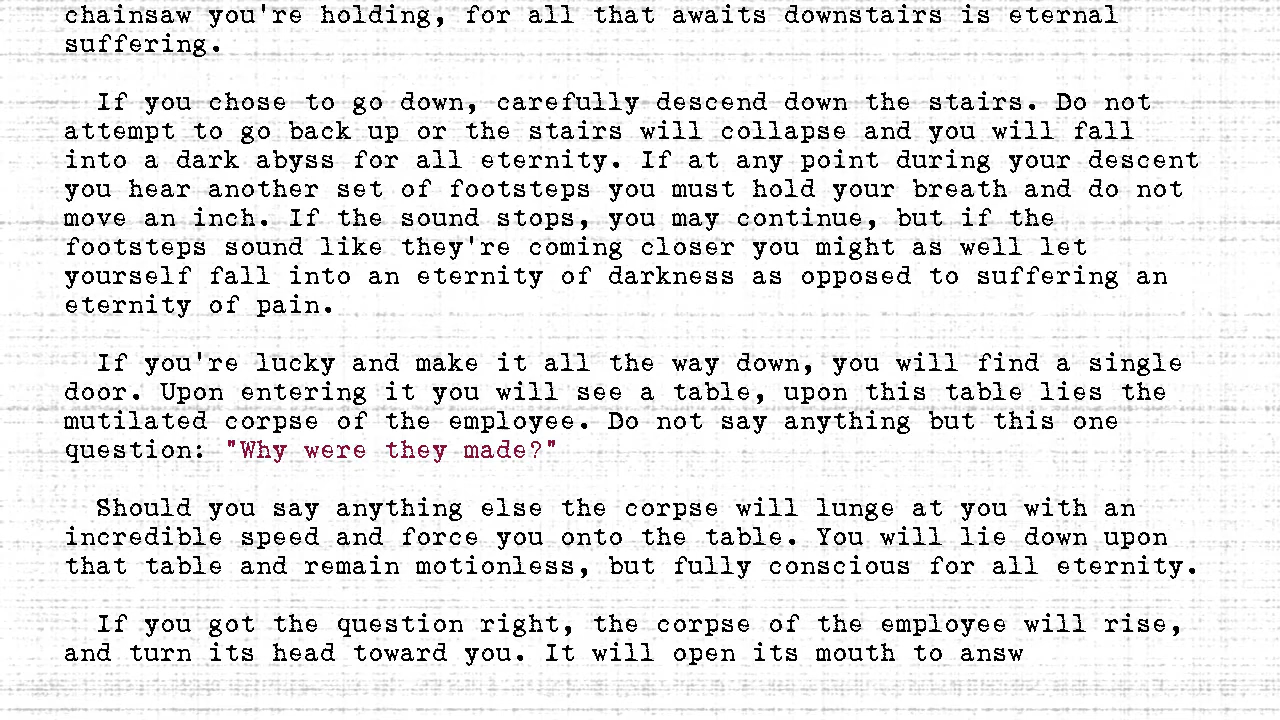 chainsaw you're holding, for all that awaits downstairs is eternal
suffering.
If you chose to go down, carefully descend down the stairs. Do not
attempt to go back up or the stairs will collapse and you will fall
into a dark abyss for all eternity. If at any point during your descent
you hear another set of footsteps you must hold your breath and do not
move an inch. If the sound stops, you may continue, but if the
footsteps sound like they're coming closer you might as well let
yourself fall into an eternity of darkness as opposed to suffering an
eternity of pain.
If you're lucky and make it all the way down, you will find a single
door. Upon entering it you will see a table, upon this table lies the
mutilated corpse of the employee. Do not say anything but this one
question: "Why were they made?"
Should you say anything else the corpse will lunge at you with an
incredible speed and force you onto the table. You will lie down upon
that table and remain motionless, but fully conscious for all eternity.
If you got the question right, the corpse of the employee will rise,
and turn its head toward you. It will open its mouth to answ